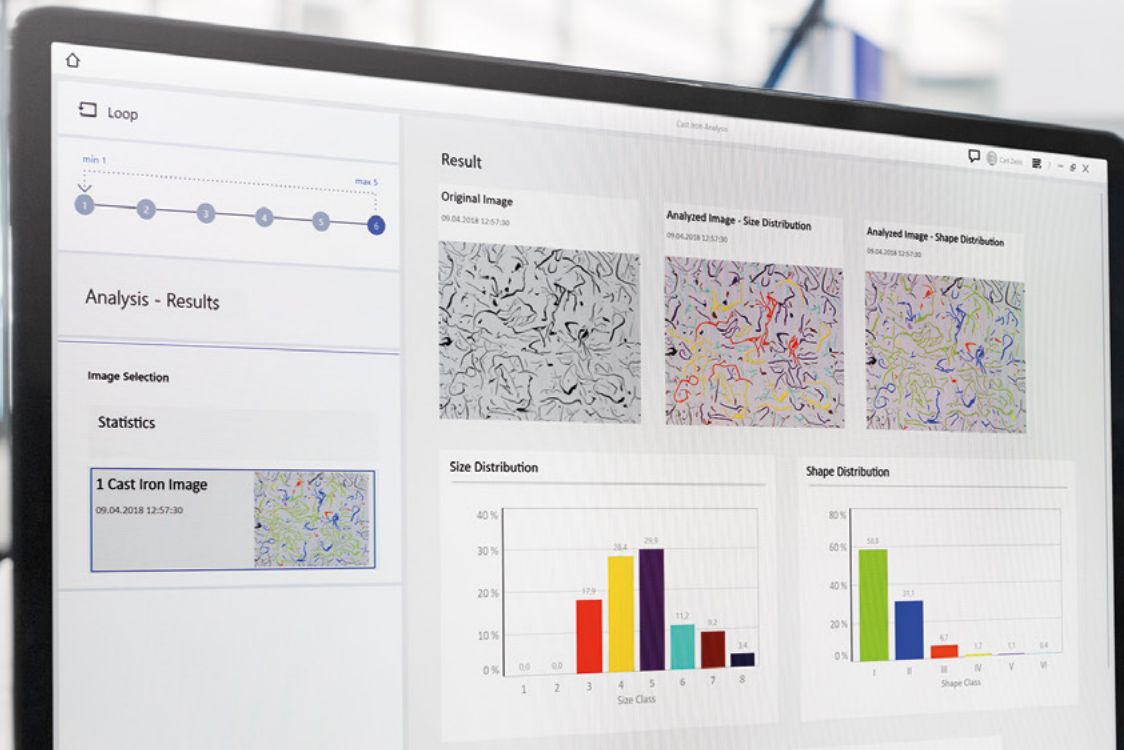 Loop
min 1
max 5
1 2 3 4 5 6
Analysis - Results
Image Selection
Statistics
1 Cast Iron Image
09.04.2018 12:57:30
Cast Iron Analysis
Carl Zeiss
Result
Original Image
09.04.2018 12:57:30
Analyzed Image - Size Distribution
09.04.2018 12:57:30
Analyzed Image - Shape Distribution
09.04.2018 12:57:30
Size Distribution
40 %
30 %
20 %
10 %
0 %
0,0 0,0 17,9 28,4 29,9 11,2 9,2 3,4
1 2 3 4 5 6 7 8
Size Class
Shape Distribution
80 %
60 %
40 %
20 %
0 %
58,8 31,1 6,7 1,7 1,1 0,4
I II III IV V VI
Shape Class